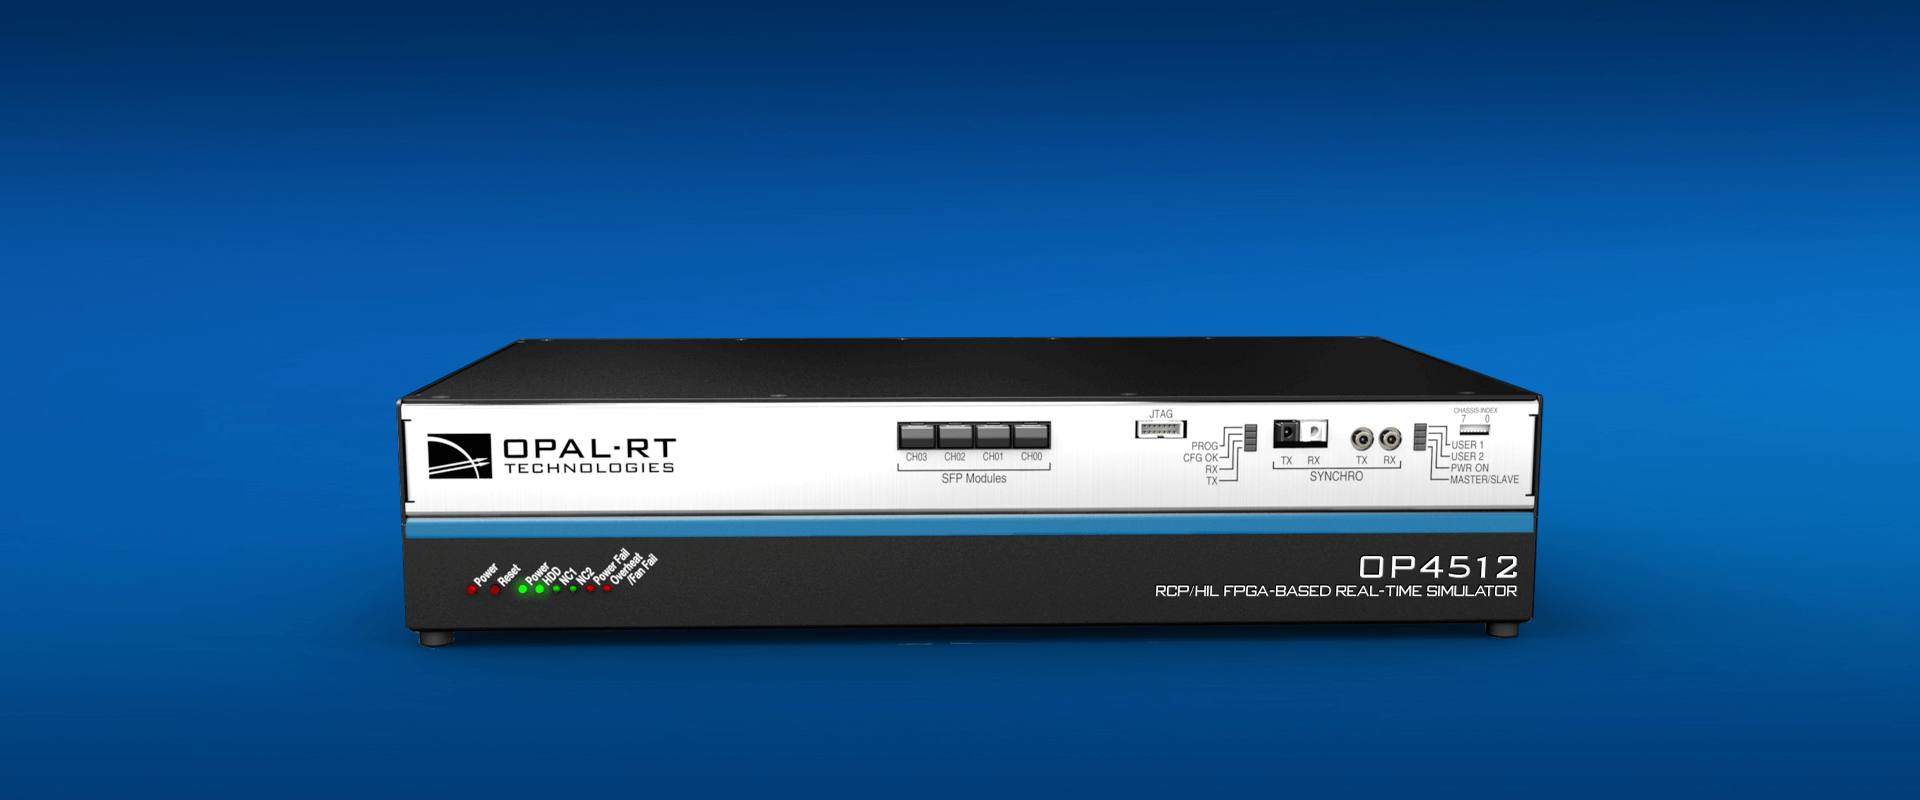 OPAL-RT
TECHNOLOGIES
CH03 CH02 CH01 CH00
SFP Modules
JTAG
PROG
CFG OK
RX
TX
TX RX
TX RX
SYNCHRO
CHASSIS INDEX
7 0
USER 1
USER 2
PWR ON
MASTER/SLAVE
Power
Reset
Power
HDD
NC1
NC2
Power Fail
Overheat
/Fan Fail
OP4512
RCP/HIL FPGA-BASED REAL-TIME SIMULATOR